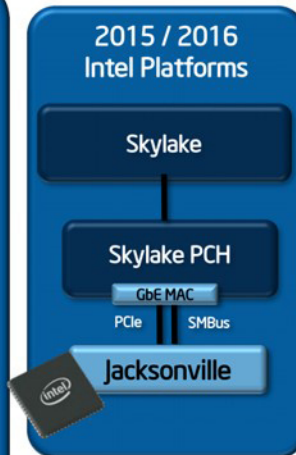 2015 / 2016
Intel Platforms
Skylake
Skylake PCH
GbE MAC
PCIe SMBus
Jacksonville
intel